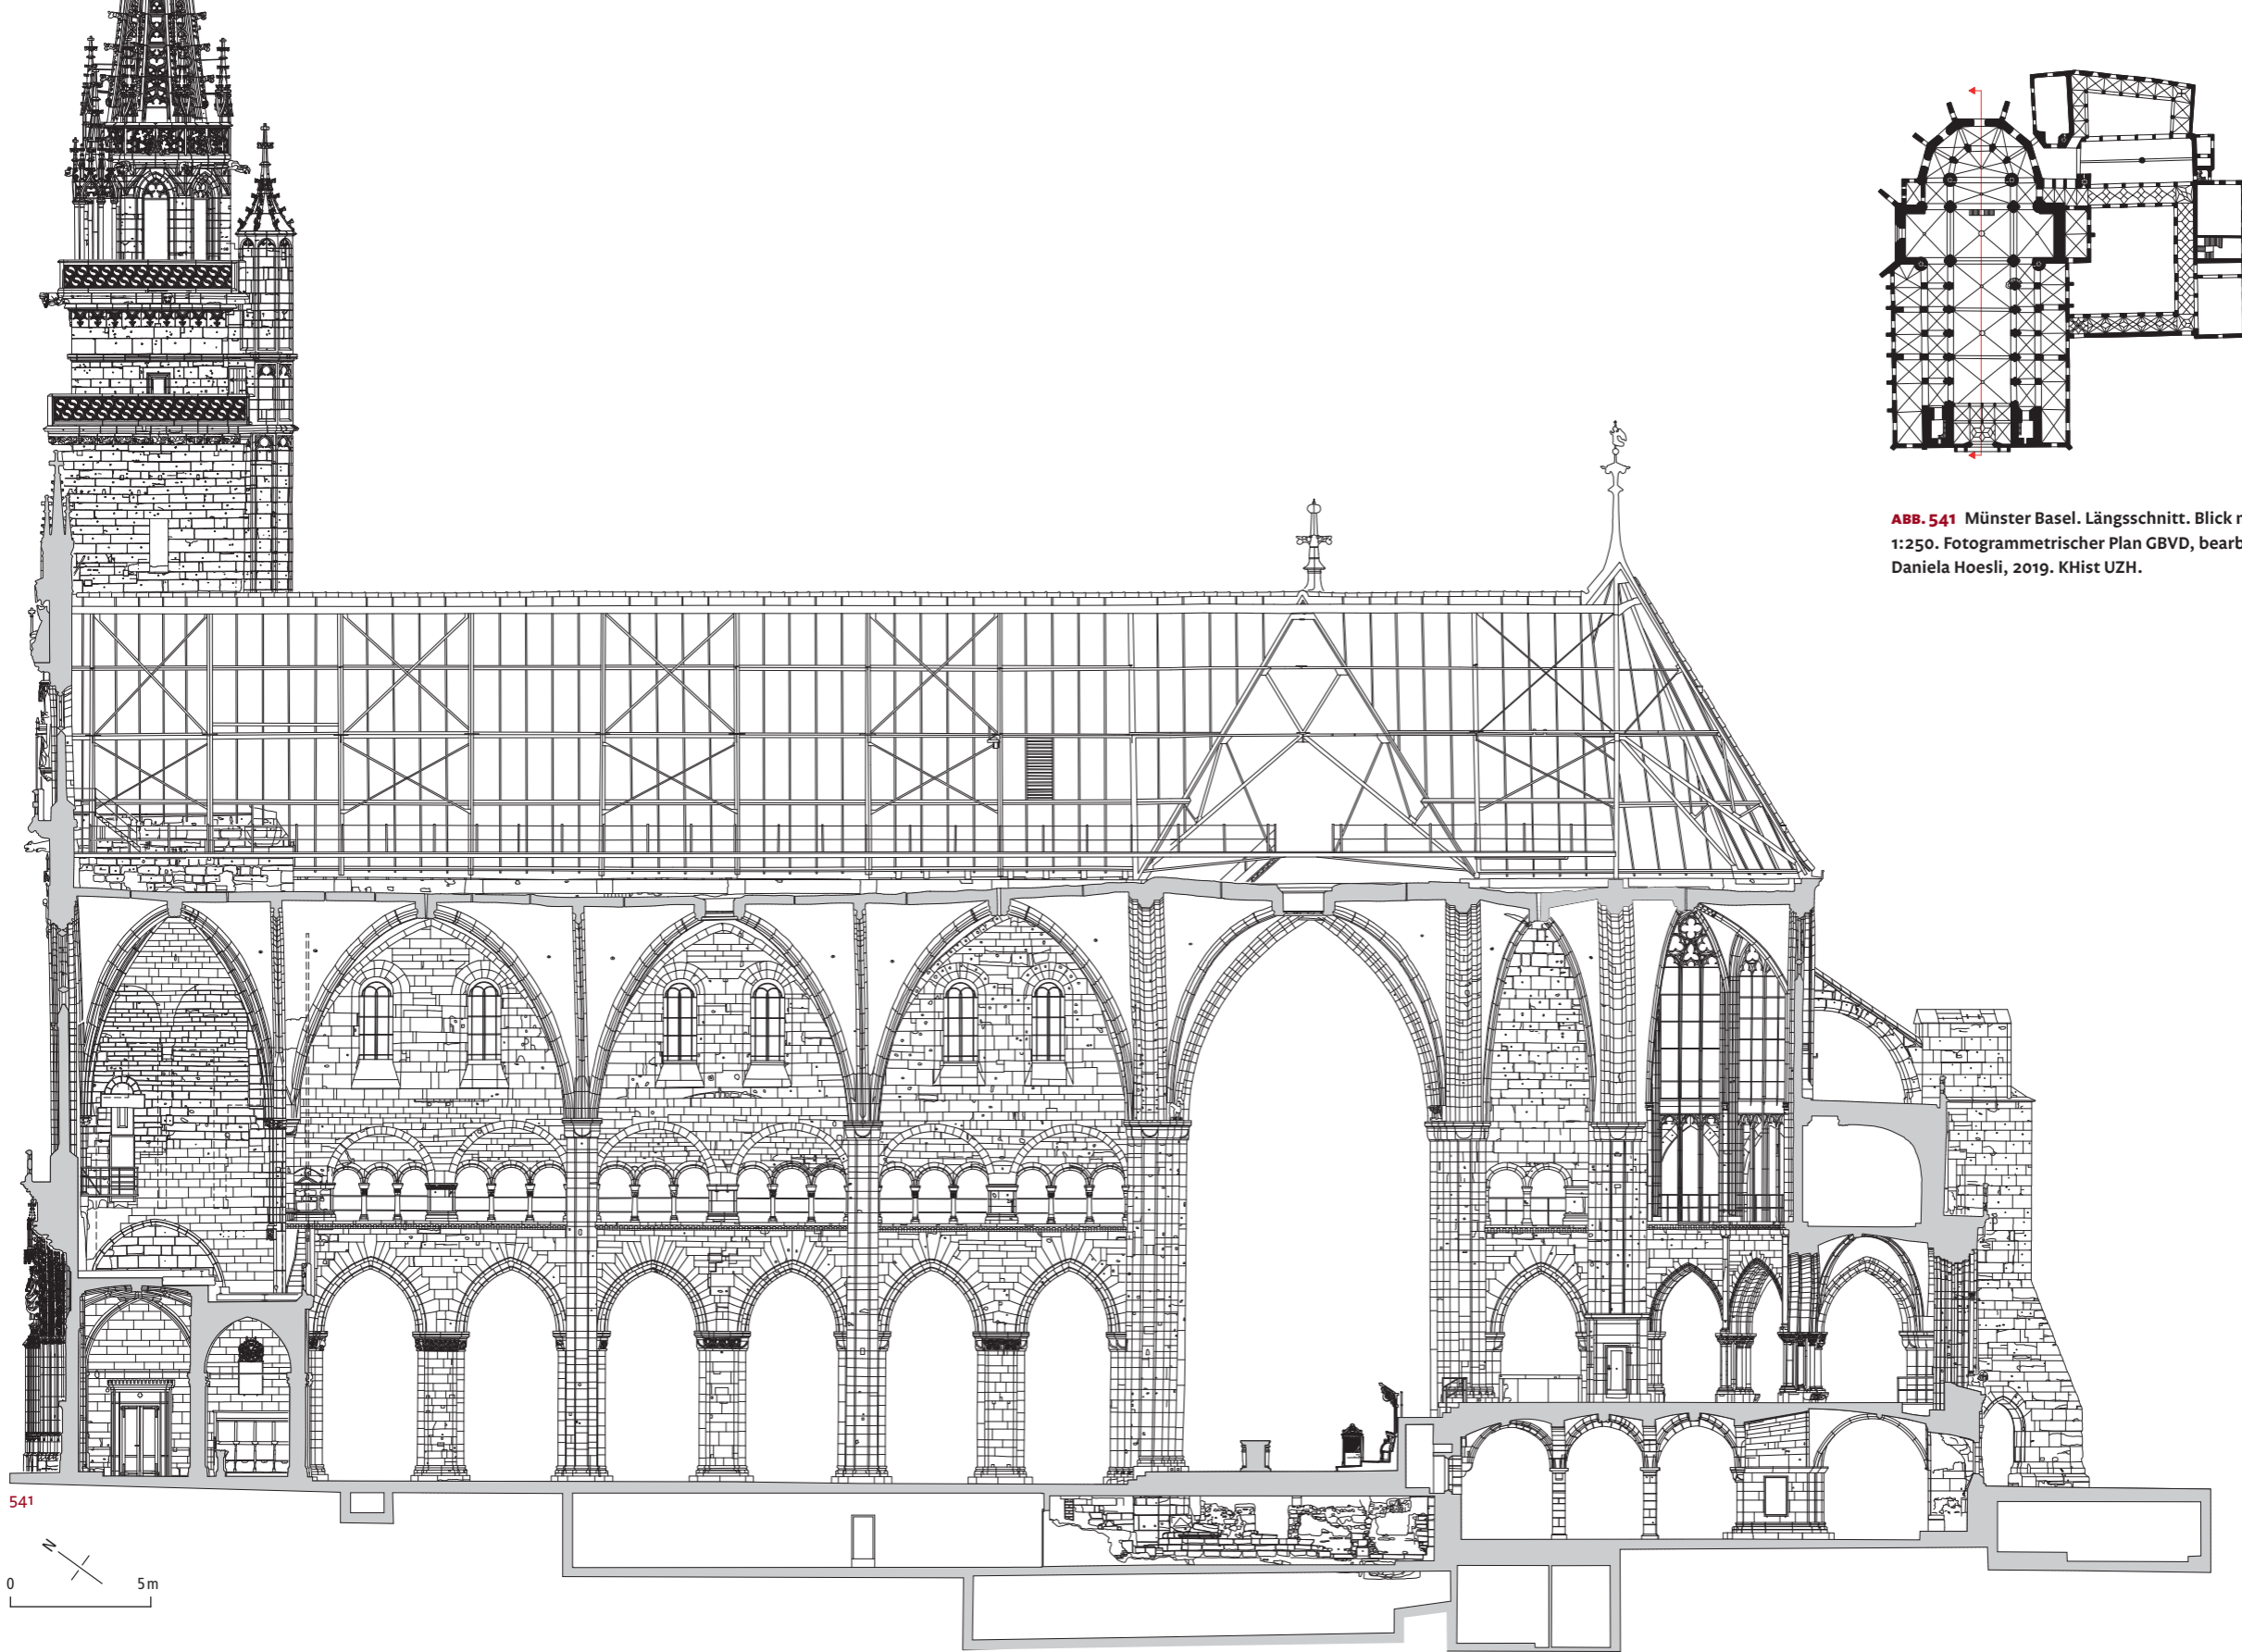 ABB. 541 Münster Basel. Längsschnitt. Blick
1:250. Fotogrammetrischer Plan GBVD,
Daniela Hoesli, 2019. KHist UZH.
541
N
0 5 m